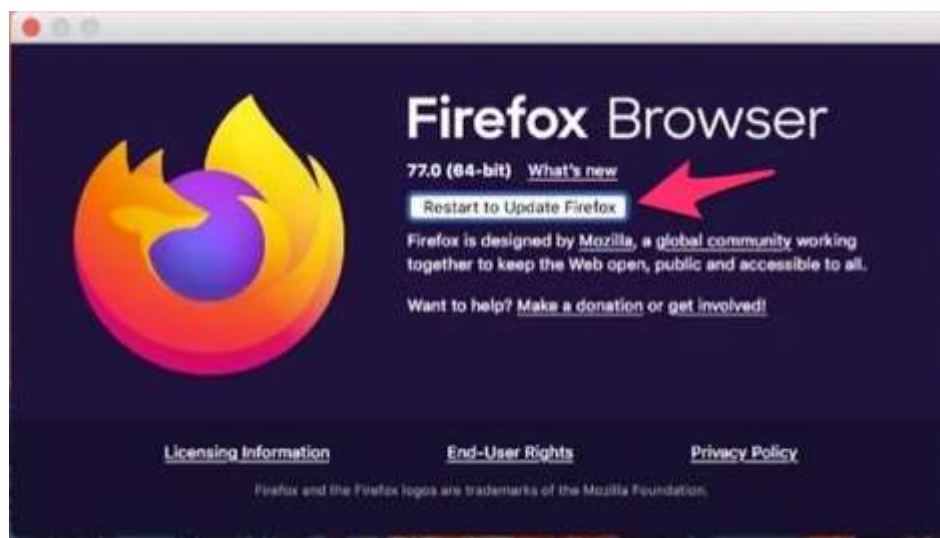 Firefox Browser
77.0 (64-bit) What's new
Restart to Update Firefox
Firefox is designed by Mozilla, a global community working
together to keep the Web open, public and accessible to all.
Want to help? Make a donation or get involved!
Licensing Information End-User Rights Privacy Policy
Firefox and the Firefox logos are trademarks of the Mozilla Foundation.